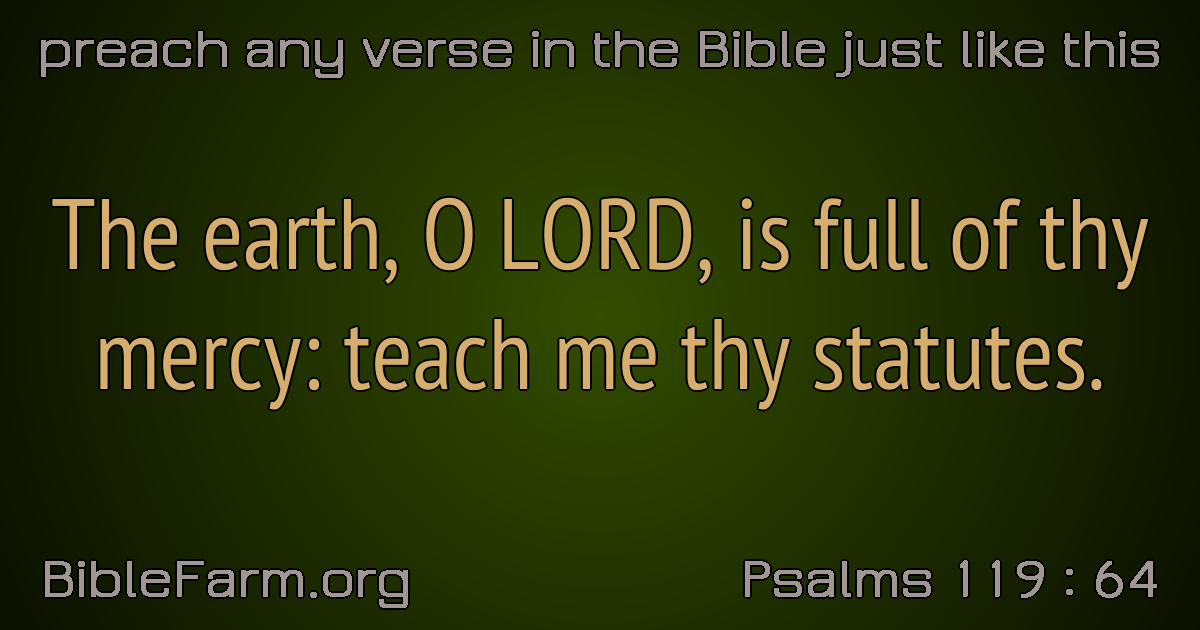 preach any verse in the Bible just like this
The earth, O LORD, is full of thy
mercy: teach me thy statutes.
BibleFarm.org
Psalms 119 : 64